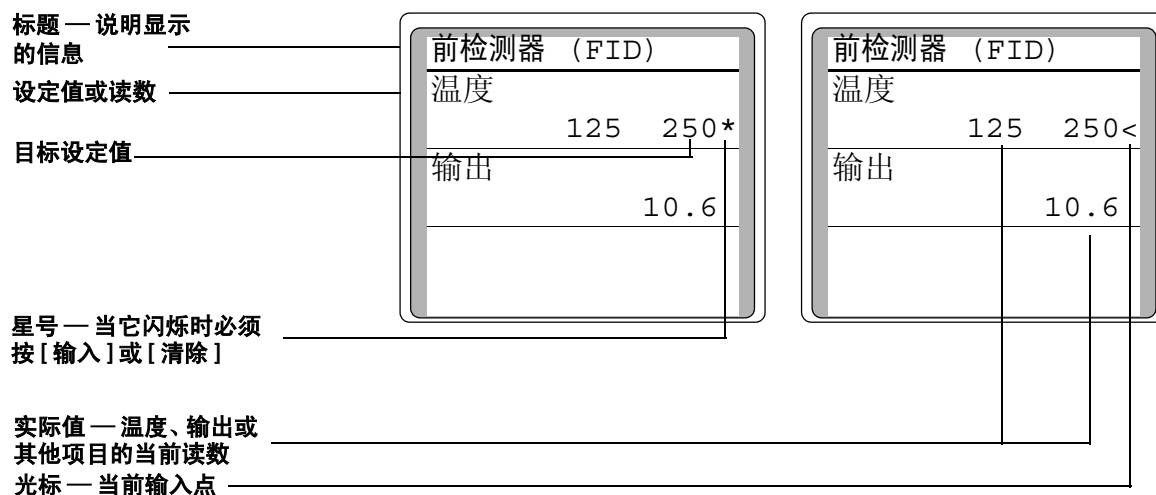 标题 — 说明显示
的信息
设定值或读数
目标设定值
星号 — 当它闪烁时必须
按 [ 输入 ] 或 [ 清除 ]
实际值 — 温度、输出或
其他项目的当前读数
光标 — 当前输入点
前检测器 (FID)
温度
125 250*
输出
10.6
前检测器 (FID)
温度
125 250<
输出
10.6